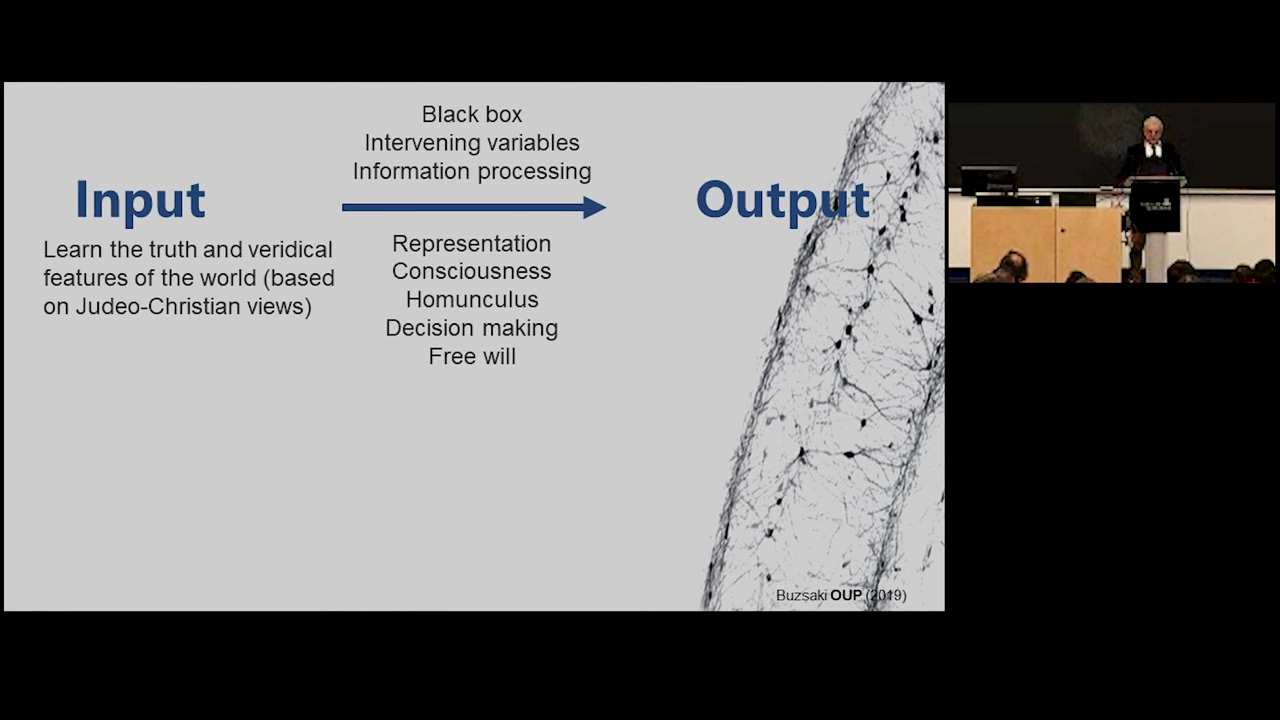 Black box
Intervening variables
Information processing
Input
Output
Learn the truth and veridical
features of the world (based
on Judeo-Christian views)
Representation
Consciousness
Homunculus
Decision making
Free will
Buzsaki OUP (2019)